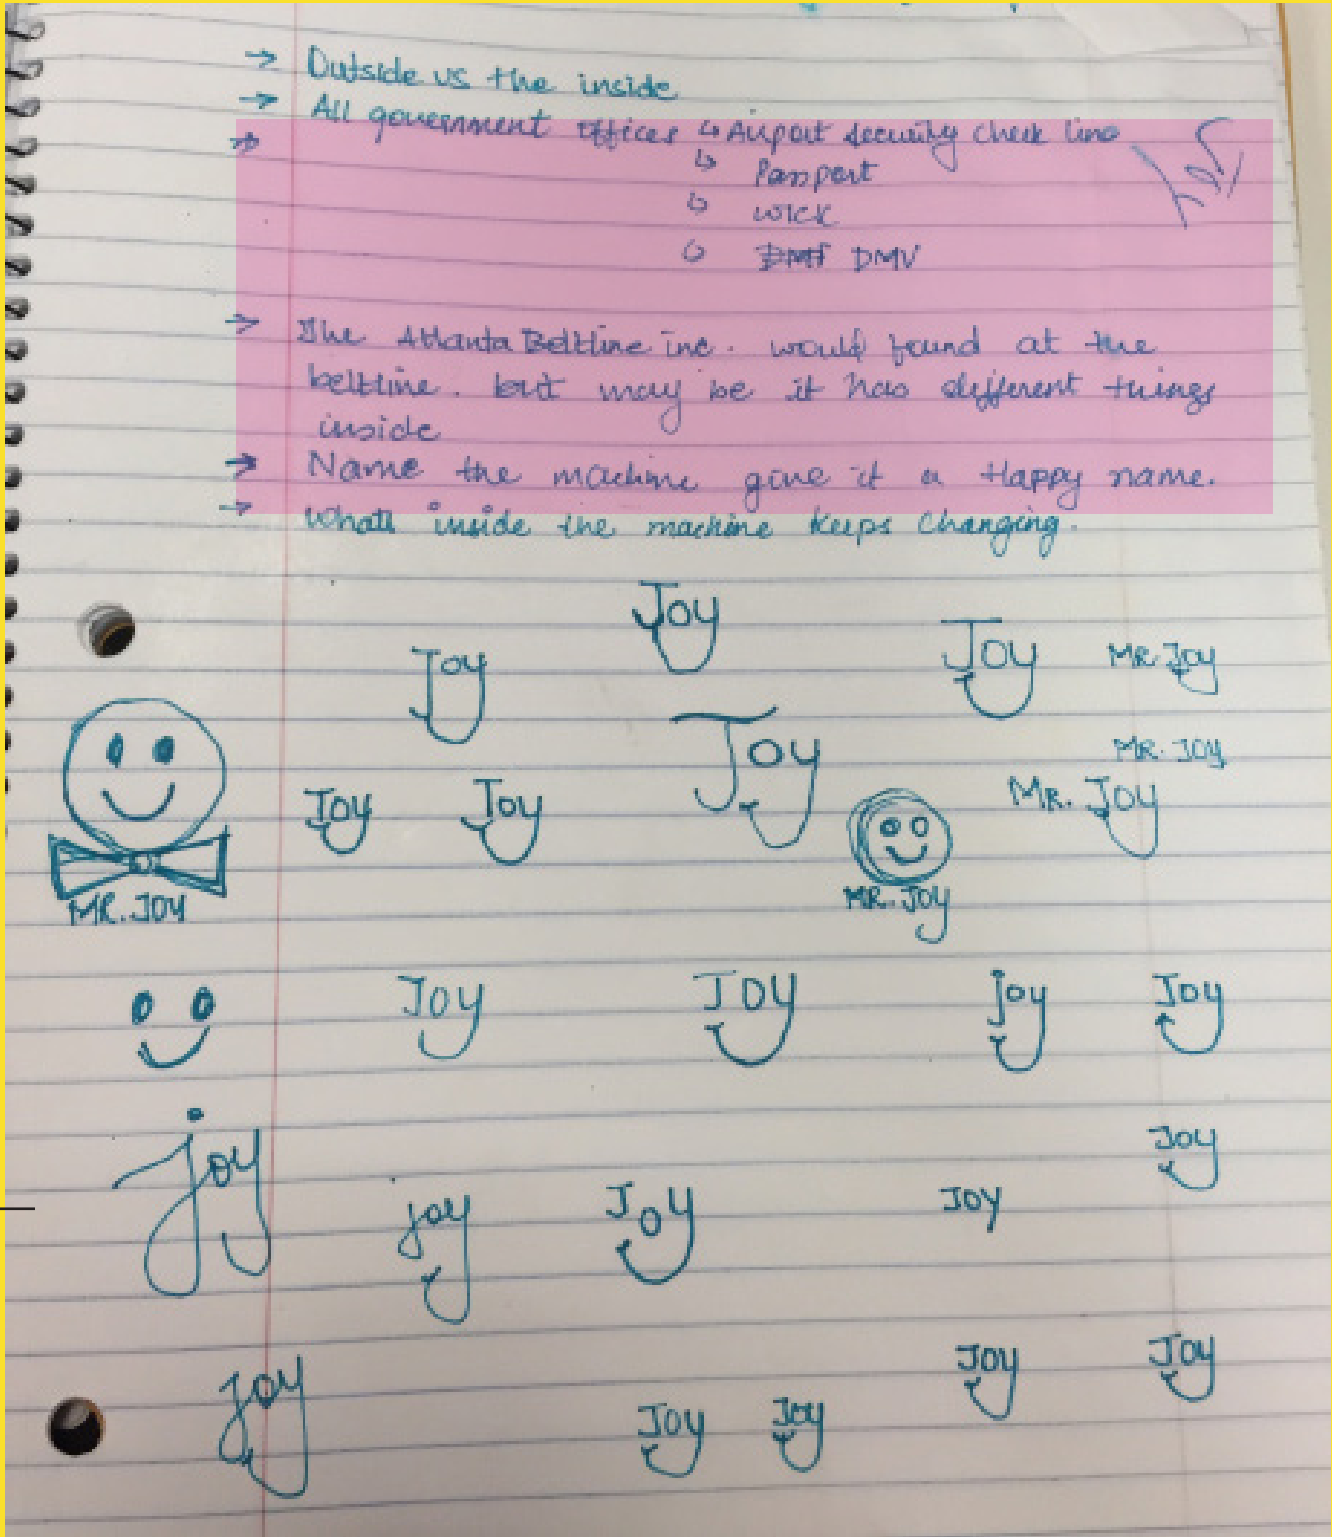 → Outside vs the inside
→ All government offices ↳ Airport security check line
→ ↳ Passport
↳ WICK
↳ DMV
→ The Atlanta Beltline inc. would found at the
beltline. but may be it has different things
inside
→ Name the machine give it a Happy name.
→ Whats inside the machine keeps changing.
Joy
Joy
Joy
MR. Joy
Joy
MR. JOY
Joy
Joy
MR. Joy
MR. JOY
MR. Joy
Joy
JOY
joy
Joy
joy
Joy
joy
Joy
JOY
joy
Joy
Joy
Joy
Joy